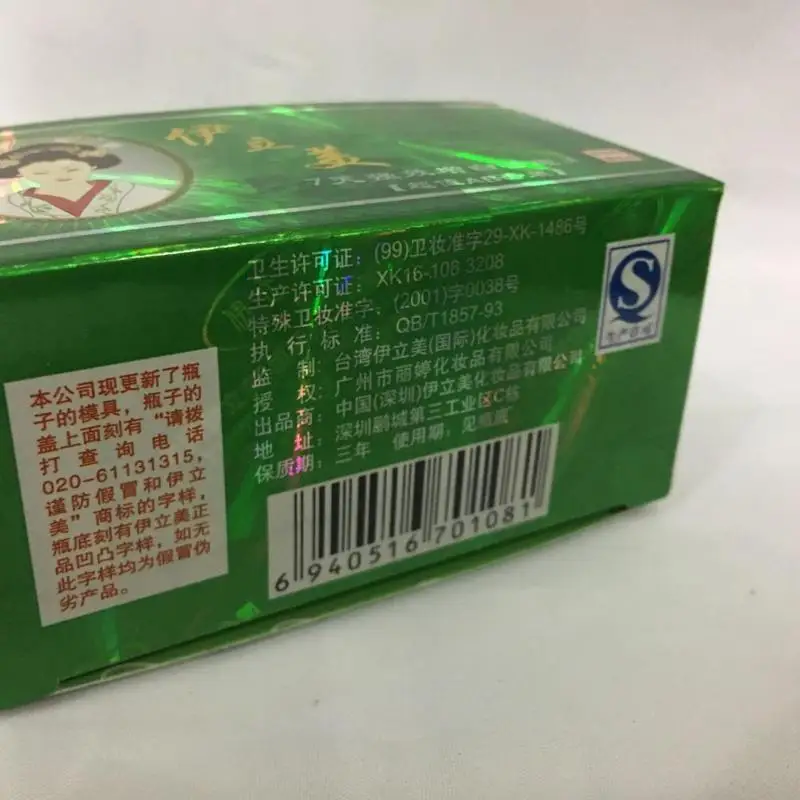 伊立美
卫生许可证：(99)卫妆准字29-XK-1486号
生产许可证：XK16-108 3208
特殊卫妆准字、(2001)字0038号
执行标准：QB/T1857-93
监制：台湾伊立美(国际)化妆品有限公司
授权：广州市丽婷化妆品有限公司
出品商：中国(深圳)伊立美化妆品有限公司
地址：深圳鹏城第三工业区C栋
保质期：三年 使用期，见瓶底
生产许可
本公司现更新了瓶
子的模具，瓶子的
盖上面刻有“请拨
打查询电话
020-61131315，
谨防假冒和伊立
美”商标的字样，
瓶底刻有伊立美正
品凹凸字样，如无
此字样均为假冒伪
劣产品。
6 940516 701081